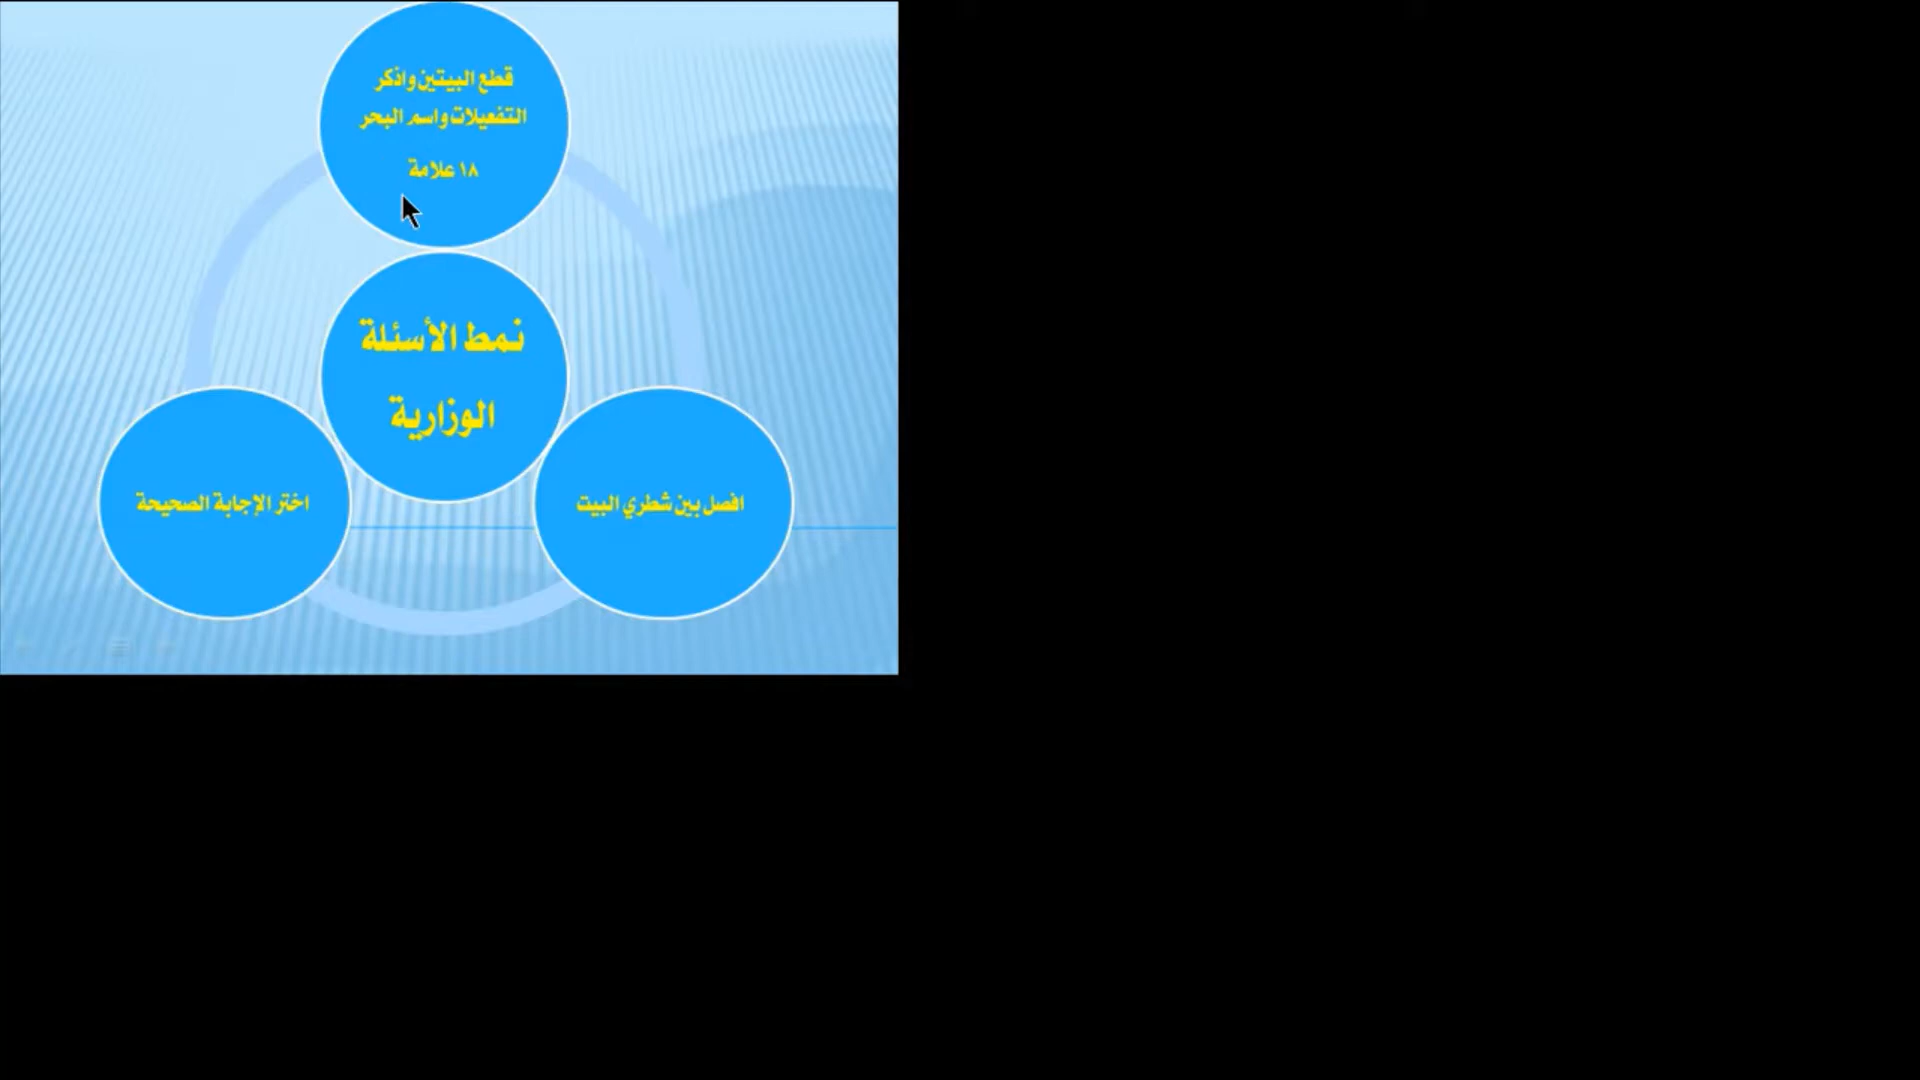 قطع البيتين واذكر
التفعيلات واسم البحر
١٨ علامة
نمط الأسئلة
الوزارية
افصل بين شطري البيت
اختر الإجابة الصحيحة